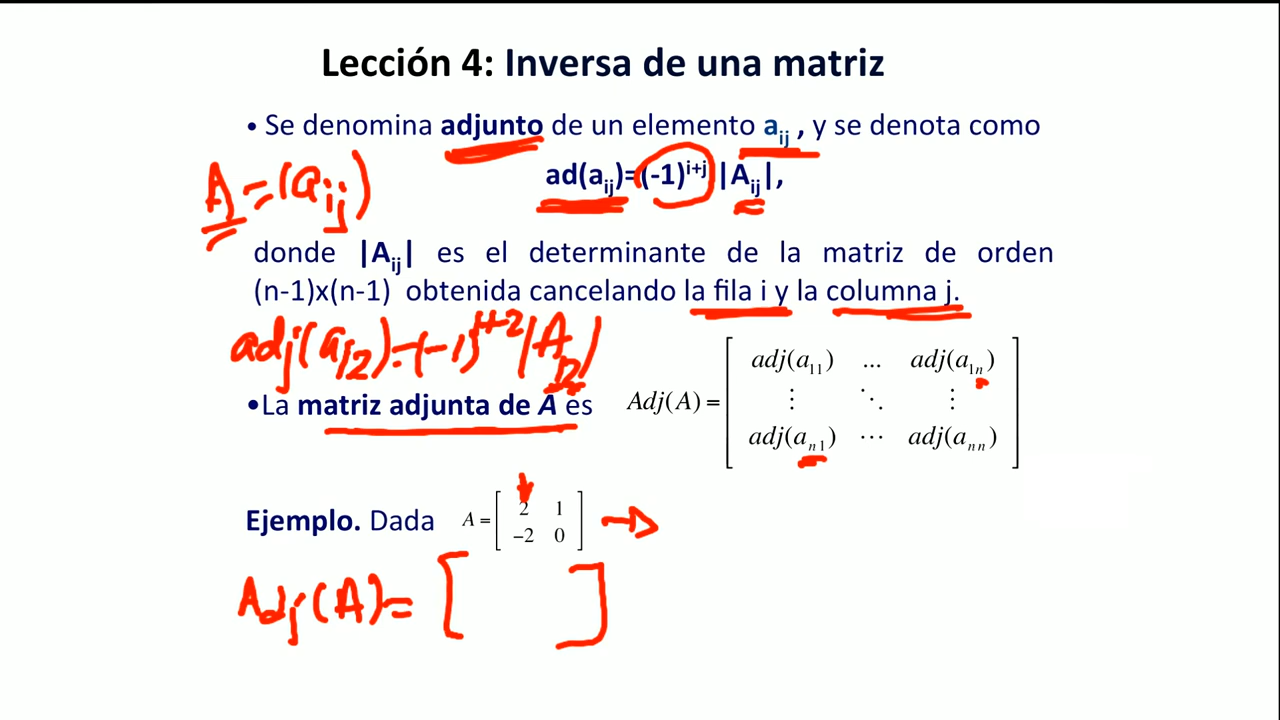 Lección 4: Inversa de una matriz
• Se denomina adjunto de un elemento aᵢⱼ , y se denota como
ad(aᵢⱼ)=(-1)ⁱ⁺ʲ |Aᵢⱼ|,
A=(aᵢⱼ)
donde |Aᵢⱼ| es el determinante de la matriz de orden
(n-1)x(n-1) obtenida cancelando la fila i y la columna j.
adj(a₁₂)=(-1)¹⁺²|A₁₂|
•La matriz adjunta de A es
Adj(A) = [ adj(a₁₁) ... adj(a₁ₙ)
⋮ ⋱ ⋮
adj(aₙ₁) ⋯ adj(aₙₙ) ]
Ejemplo. Dada A = [ 2 1
−2 0 ]
Adj(A)= [ ]